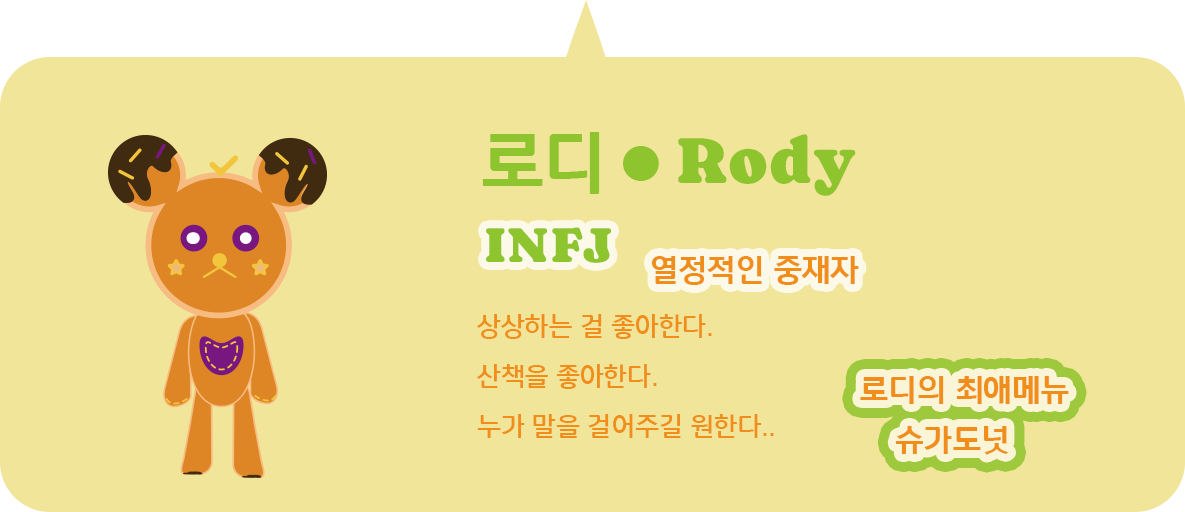 로디 ● Rody
INFJ
열정적인 중재자
상상하는 걸 좋아한다.
산책을 좋아한다.
누가 말을 걸어주길 원한다..
로디의 최애메뉴
슈가도넛